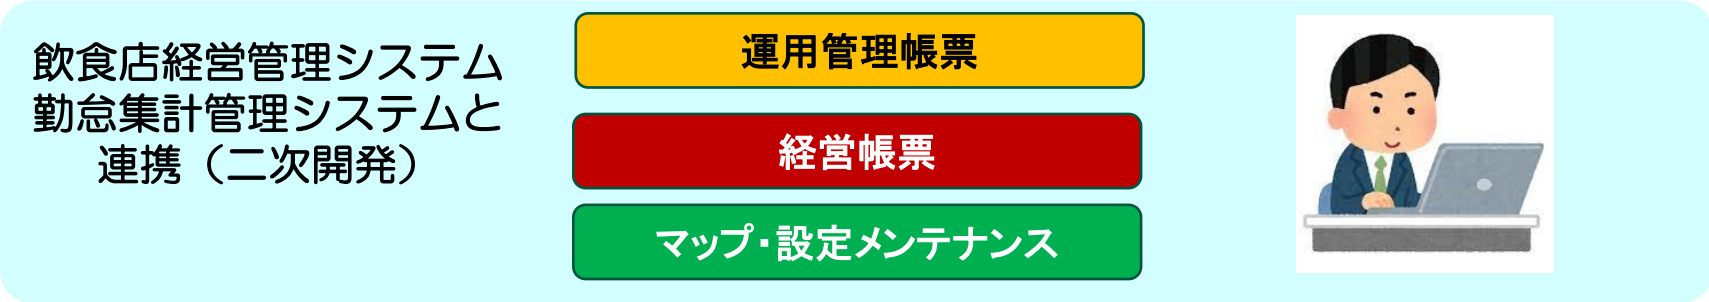 飲食店経営管理システム
勤怠集計管理システムと
連携（二次開発）
運用管理帳票
経営帳票
マップ・設定メンテナンス